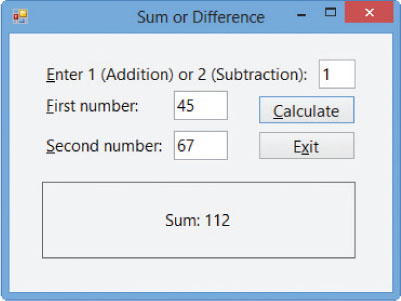 Sum or Difference
Enter 1 (Addition) or 2 (Subtraction): 1
First number: 45
Calculate
Second number: 67
Exit
Sum: 112